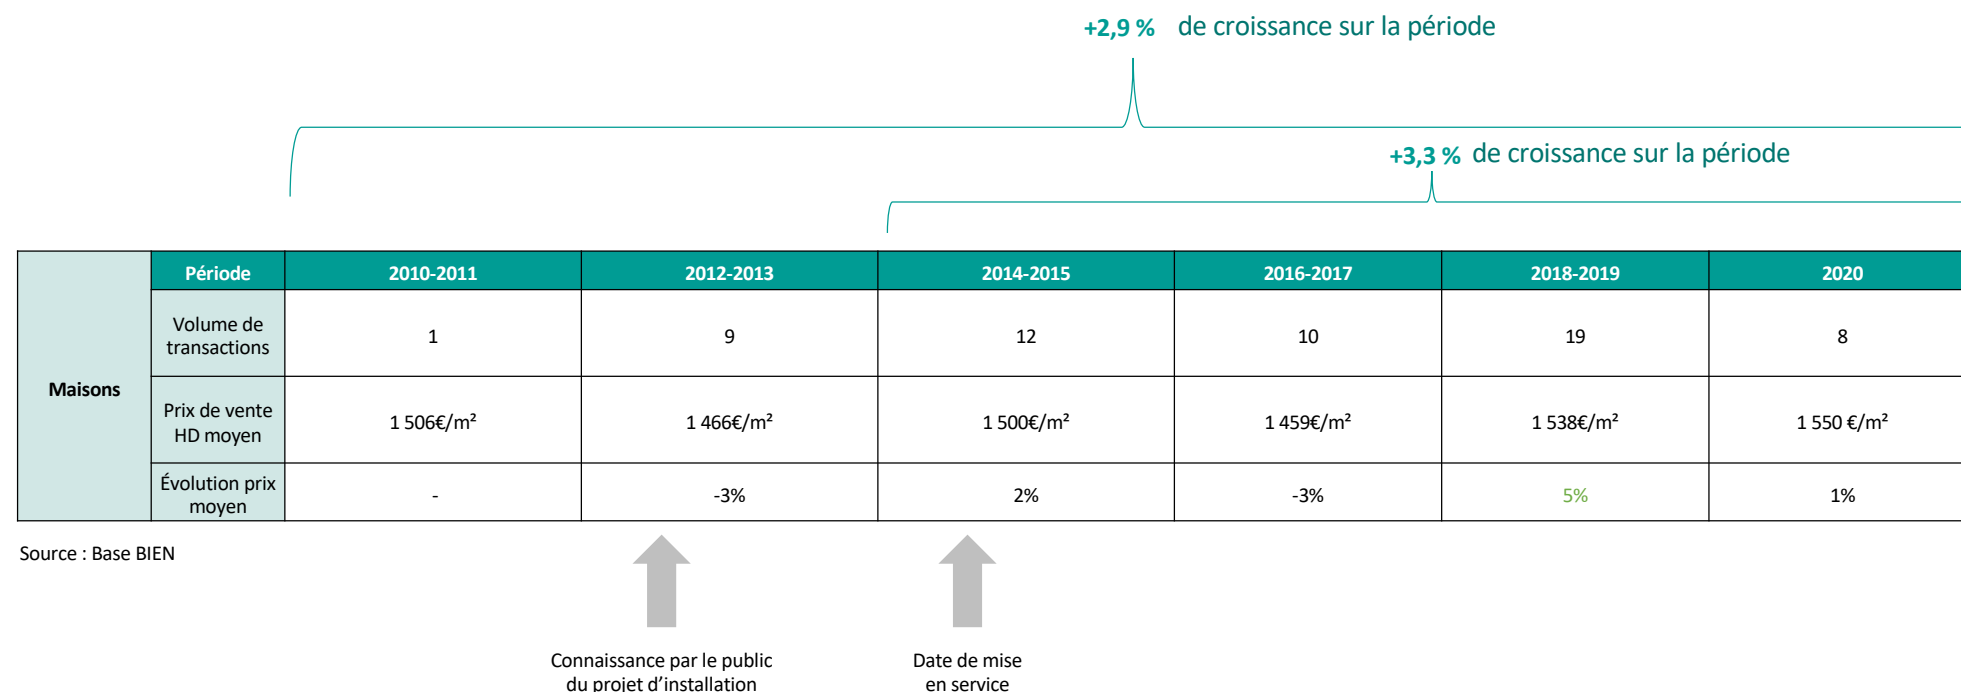 +2,9 % de croissance sur la période
+3,3 % de croissance sur la période
Maisons
Période 2010-2011 2012-2013 2014-2015 2016-2017 2018-2019 2020
Volume de
transactions
1 9 12 10 19 8
Prix de vente
HD moyen
1 506€/m² 1 466€/m² 1 500€/m² 1 459€/m² 1 538€/m² 1 550 €/m²
Évolution prix
moyen
- -3% 2% -3% 5% 1%
Source : Base BIEN
Connaissance par le public
du projet d’installation
Date de mise
en service